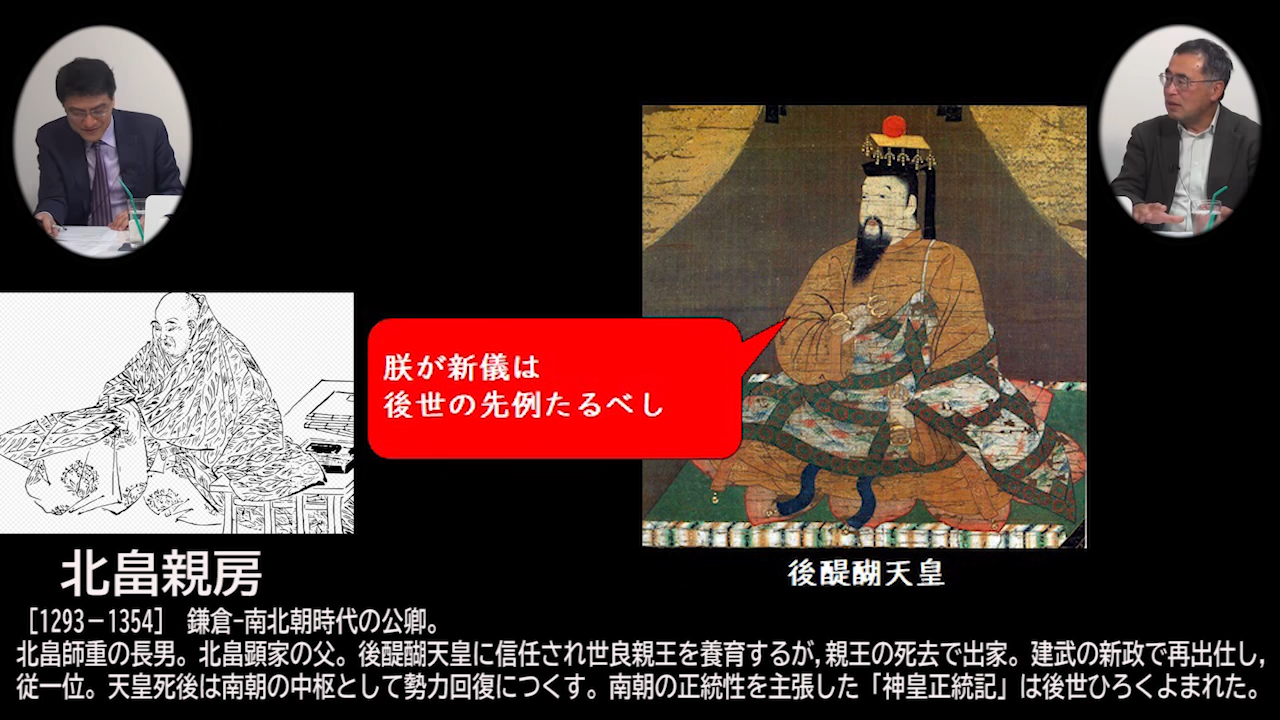 朕が新儀は
後世の先例たるべし
後醍醐天皇
北畠親房
［1293－1354］ 鎌倉-南北朝時代の公卿。
北畠師重の長男。北畠顕家の父。後醍醐天皇に信任され世良親王を養育するが，親王の死去で出家。建武の新政で再出仕し，
従一位。天皇死後は南朝の中枢として勢力回復につくす。南朝の正統性を主張した「神皇正統記」は後世ひろくよまれた。